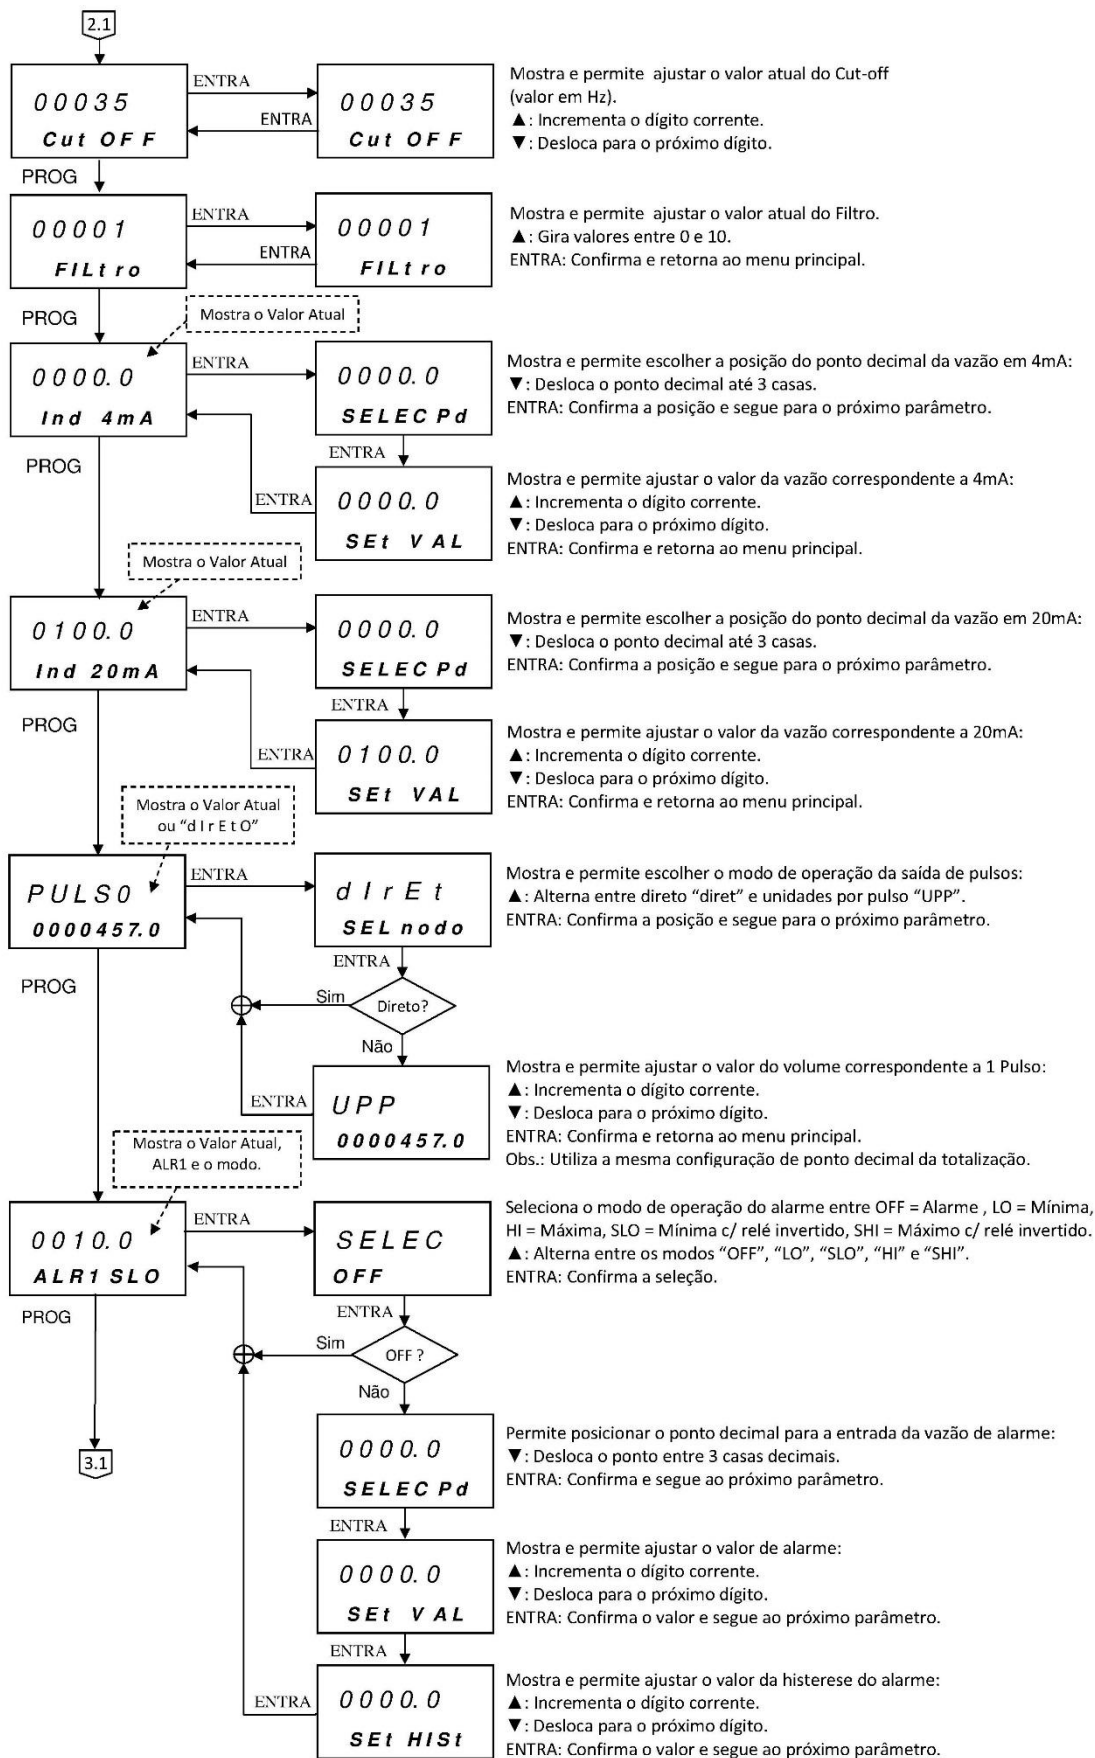 2.1
ENTRA
00035
Cut OFF
00035
Cut OFF
ENTRA
Mostra e permite ajustar o valor atual do Cut-off
(valor em Hz).
▲: Incrementa o dígito corrente.
▼: Desloca para o próximo dígito.
PROG
ENTRA
00001
FILtro
00001
FILtro
ENTRA
Mostra e permite ajustar o valor atual do Filtro.
▲: Gira valores entre 0 e 10.
ENTRA: Confirma e retorna ao menu principal.
PROG
Mostra o Valor Atual
ENTRA
0000.0
Ind 4mA
0000.0
SELEC Pd
Mostra e permite escolher a posição do ponto decimal da vazão em 4mA:
▼: Desloca o ponto decimal até 3 casas.
ENTRA: Confirma a posição e segue para o próximo parâmetro.
PROG
ENTRA
ENTRA
0000.0
SEt VAL
Mostra e permite ajustar o valor da vazão correspondente a 4mA:
▲: Incrementa o dígito corrente.
▼: Desloca para o próximo dígito.
ENTRA: Confirma e retorna ao menu principal.
Mostra o Valor Atual
ENTRA
0100.0
Ind 20mA
0000.0
SELEC Pd
Mostra e permite escolher a posição do ponto decimal da vazão em 20mA:
▼: Desloca o ponto decimal até 3 casas.
ENTRA: Confirma a posição e segue para o próximo parâmetro.
PROG
ENTRA
ENTRA
0100.0
SEt VAL
Mostra e permite ajustar o valor da vazão correspondente a 20mA:
▲: Incrementa o dígito corrente.
▼: Desloca para o próximo dígito.
ENTRA: Confirma e retorna ao menu principal.
Mostra o Valor Atual
ou “d I r E t O”
ENTRA
PULS0
0000457.0
dIrEt
SEL nodo
Mostra e permite escolher o modo de operação da saída de pulsos:
▲: Alterna entre direto “diret” e unidades por pulso “UPP”.
ENTRA: Confirma a posição e segue para o próximo parâmetro.
PROG
ENTRA
Sim
Direto?
Não
ENTRA
UPP
0000457.0
Mostra e permite ajustar o valor do volume correspondente a 1 Pulso:
▲: Incrementa o dígito corrente.
▼: Desloca para o próximo dígito.
ENTRA: Confirma e retorna ao menu principal.
Obs.: Utiliza a mesma configuração de ponto decimal da totalização.
Mostra o Valor Atual,
ALR1 e o modo.
ENTRA
0010.0
ALR1 SLO
SELEC
OFF
Seleciona o modo de operação do alarme entre OFF = Alarme , LO = Mínima,
HI = Máxima, SLO = Mínima c/ relé invertido, SHI = Máximo c/ relé invertido.
▲: Alterna entre os modos “OFF”, “LO”, “SLO”, “HI” e “SHI”.
ENTRA: Confirma a seleção.
PROG
ENTRA
Sim
OFF ?
Não
3.1
0000.0
SELEC Pd
Permite posicionar o ponto decimal para a entrada da vazão de alarme:
▼: Desloca o ponto entre 3 casas decimais.
ENTRA: Confirma e segue ao próximo parâmetro.
ENTRA
0000.0
SEt VAL
Mostra e permite ajustar o valor de alarme:
▲: Incrementa o dígito corrente.
▼: Desloca para o próximo dígito.
ENTRA: Confirma o valor e segue ao próximo parâmetro.
ENTRA
ENTRA
0000.0
SEt HISt
Mostra e permite ajustar o valor da histerese do alarme:
▲: Incrementa o dígito corrente.
▼: Desloca para o próximo dígito.
ENTRA: Confirma o valor e segue ao próximo parâmetro.